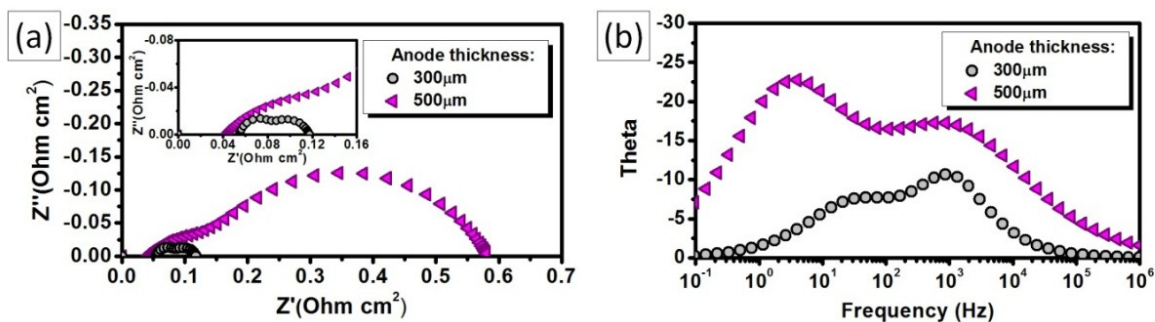 (a)
-0.35
-0.30
-0.25
-0.20
-0.15
-0.10
-0.05
0.00
Z''(Ohm cm²)
0.0 0.1 0.2 0.3 0.4 0.5 0.6 0.7
Z'(Ohm cm²)
-0.08
-0.04
0.00
Z''(Ohm cm²)
0.00 0.04 0.08 0.12 0.16
Z'(Ohm cm²)
Anode thickness:
300μm
500μm
(b)
-30
-25
-20
-15
-10
-5
0
Theta
10⁻¹ 10⁰ 10¹ 10² 10³ 10⁴ 10⁵ 10⁶
Frequency (Hz)
Anode thickness:
300μm
500μm